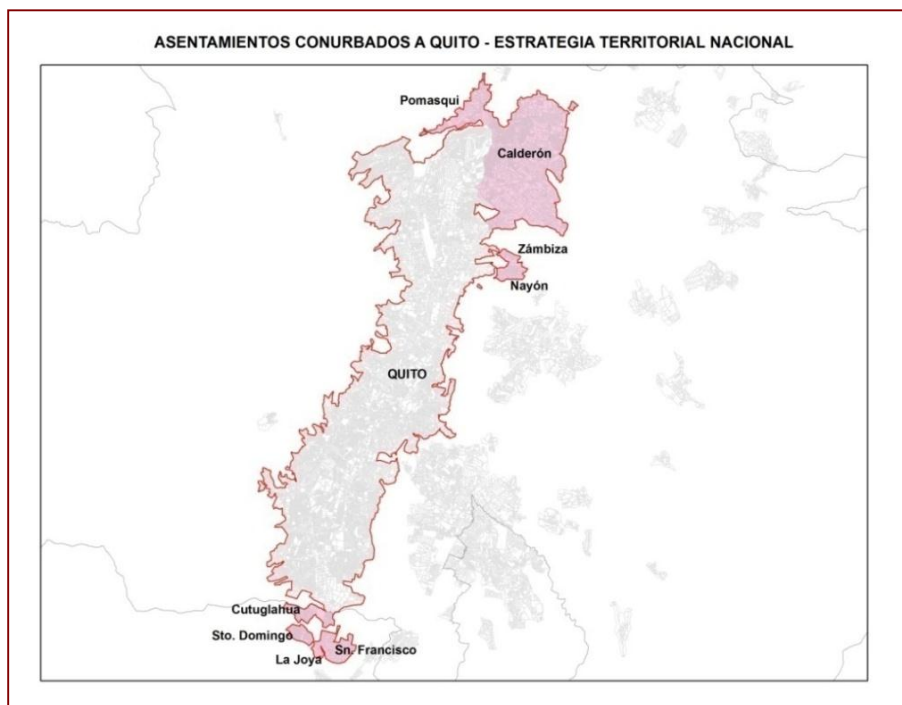 ASENTAMIENTOS CONURBADOS A QUITO - ESTRATEGIA TERRITORIAL NACIONAL
Pomasqui
Calderón
Zámbiza
Nayón
QUITO
Cutuglahua
Sto. Domingo
Sn. Francisco
La Joya